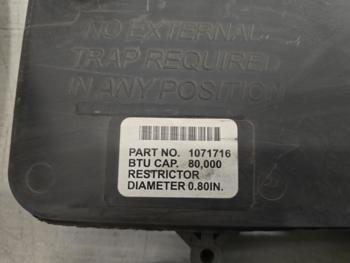 NO EXTERNAL
TRAP REQUIRED
IN ANY POSITION
PART NO. 1071716
BTU CAP. 80,000
RESTRICTOR
DIAMETER 0.80IN.